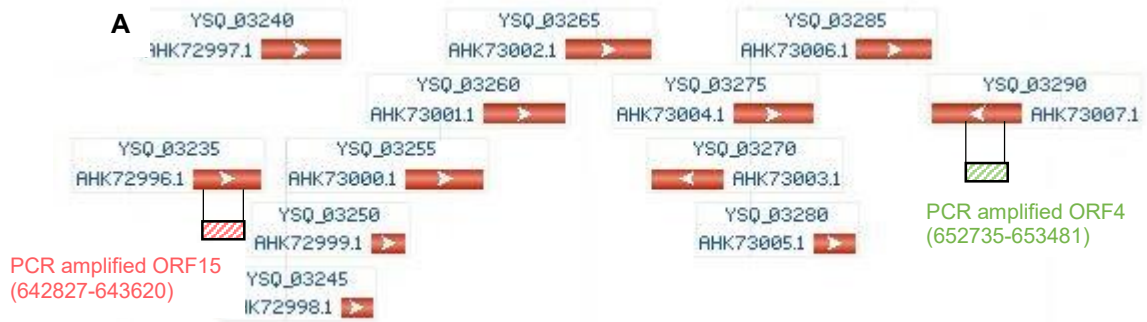 A
YSQ_03240
AHK72997.1
YSQ_03265
AHK73002.1
YSQ_03285
AHK73006.1
YSQ_03260
AHK73001.1
YSQ_03275
AHK73004.1
YSQ_03290
AHK73007.1
YSQ_03235
AHK72996.1
YSQ_03255
AHK73000.1
YSQ_03270
AHK73003.1
YSQ_03250
AHK72999.1
YSQ_03280
AHK73005.1
PCR amplified ORF4
(652735-653481)
PCR amplified ORF15
(642827-643620)
YSQ_03245
HK72998.1